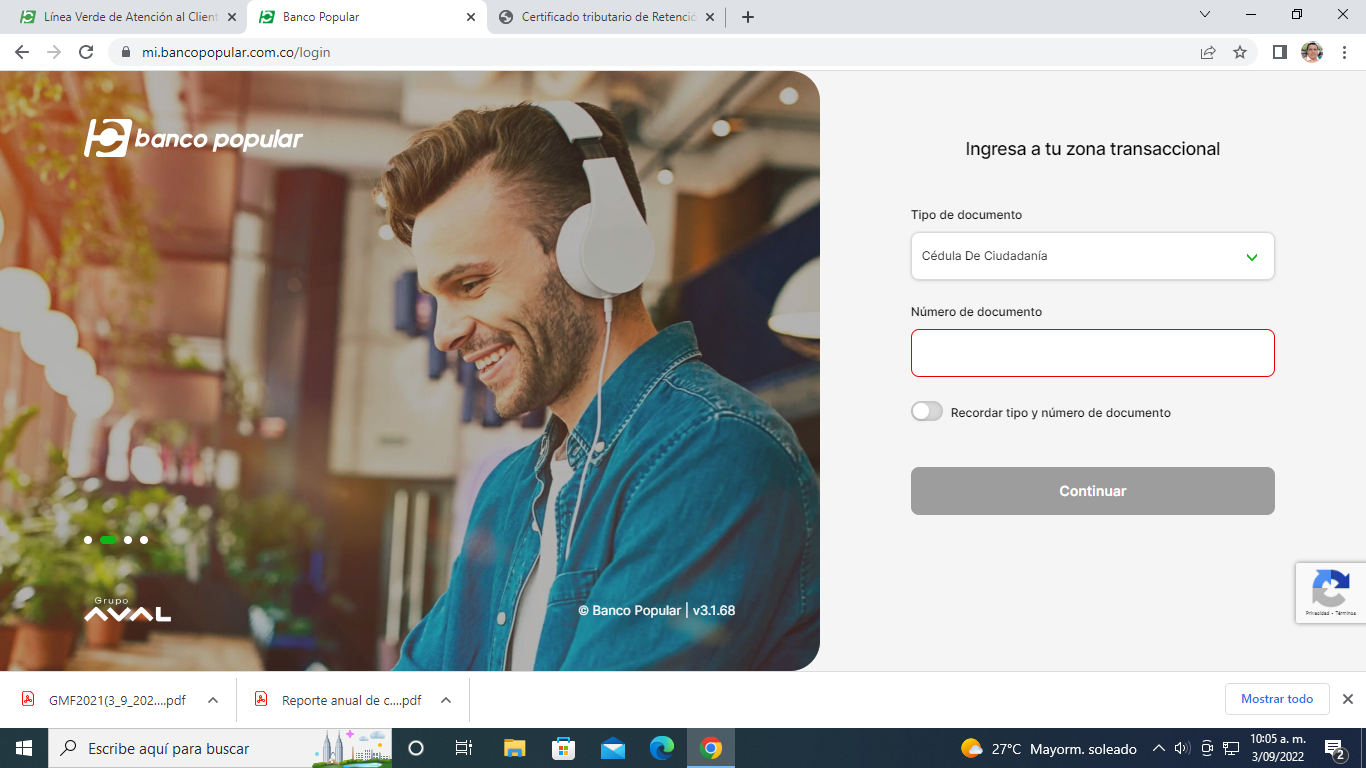 Línea Verde de Atención al Client
Banco Popular
Certificado tributario de Retenció
mi.bancopopular.com.co/login
banco popular
Ingresa a tu zona transaccional
Tipo de documento
Cédula De Ciudadanía
Número de documento
Recordar tipo y número de documento
Continuar
Grupo
AVAL
© Banco Popular | v3.1.68
Privacidad - Términos
GMF2021(3_9_202....pdf
Reporte anual de c....pdf
Mostrar todo
Escribe aquí para buscar
27°C Mayorm. soleado
10:05 a. m.
3/09/2022
2